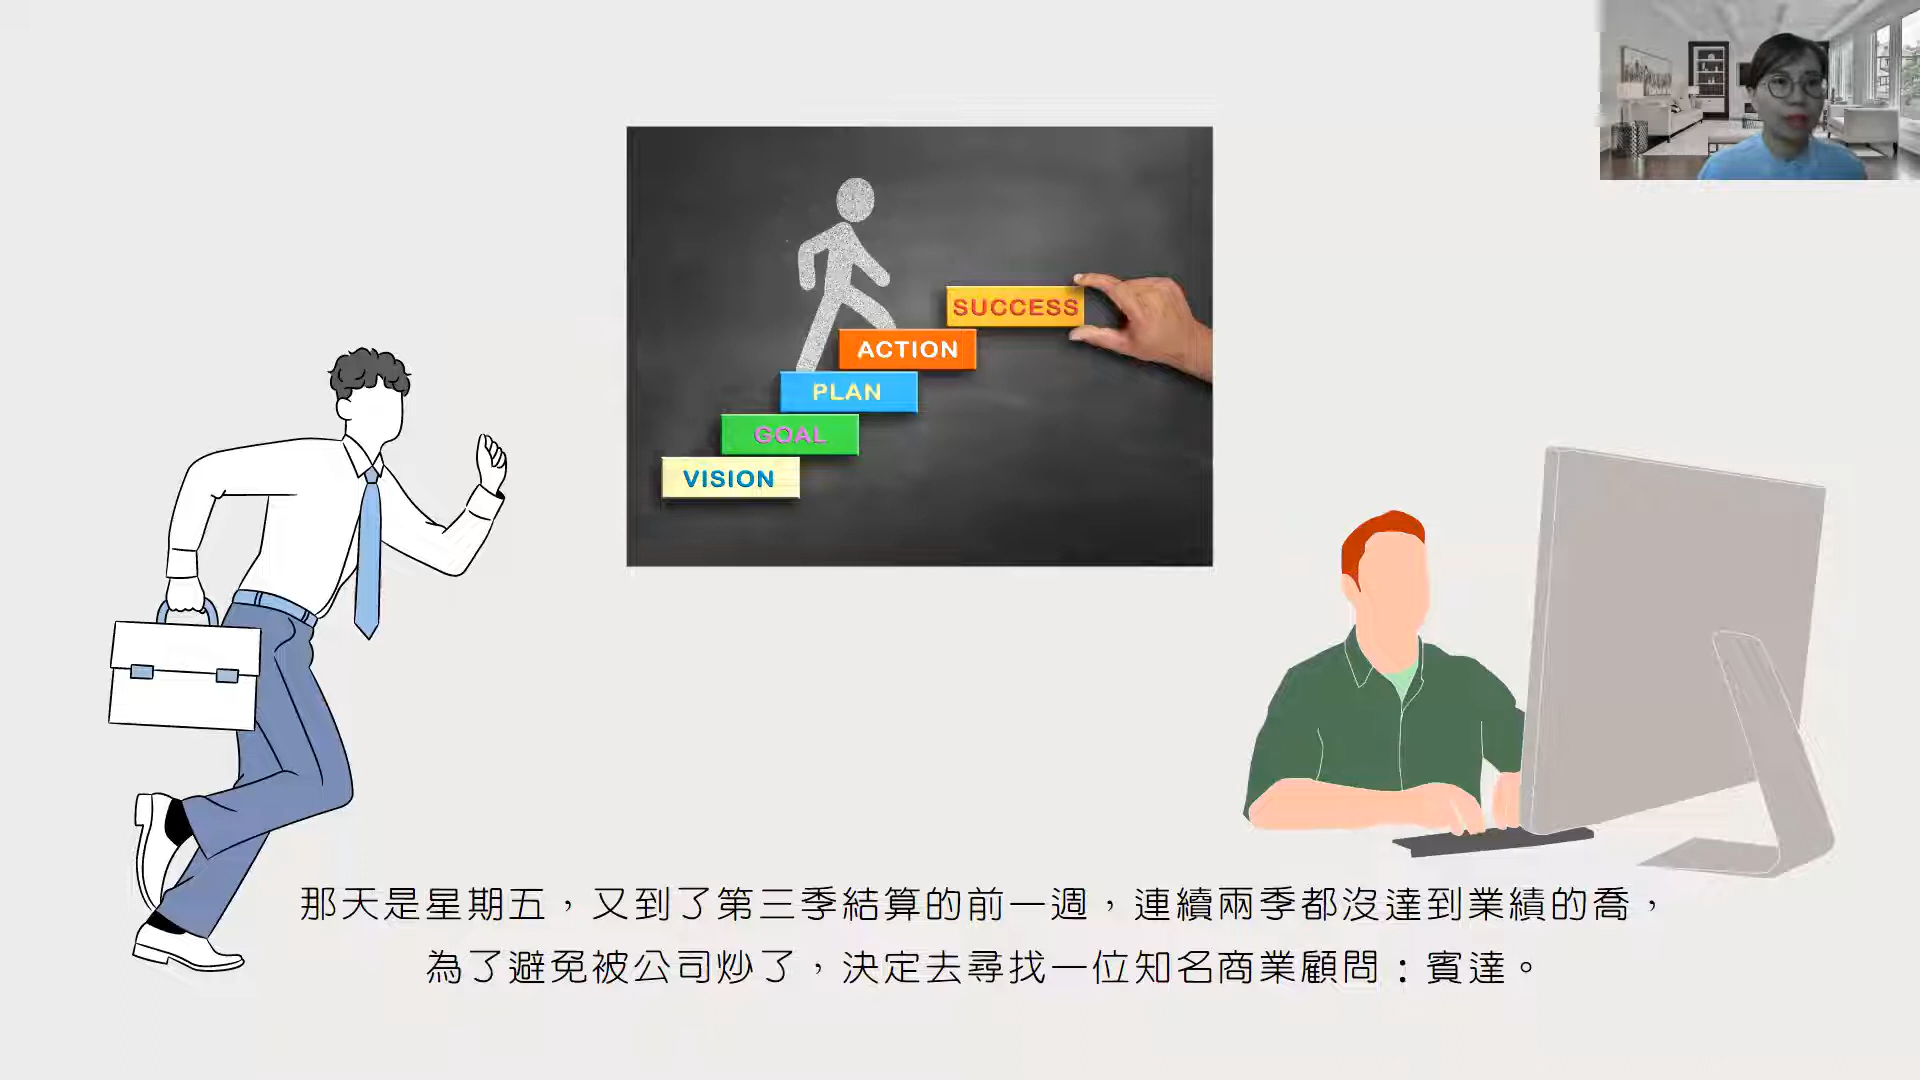 SUCCESS
ACTION
PLAN
GOAL
VISION
那天是星期五，又到了第三季結算的前一週，連續兩季都沒達到業績的喬，
為了避免被公司炒了，決定去尋找一位知名商業顧問：賓達。